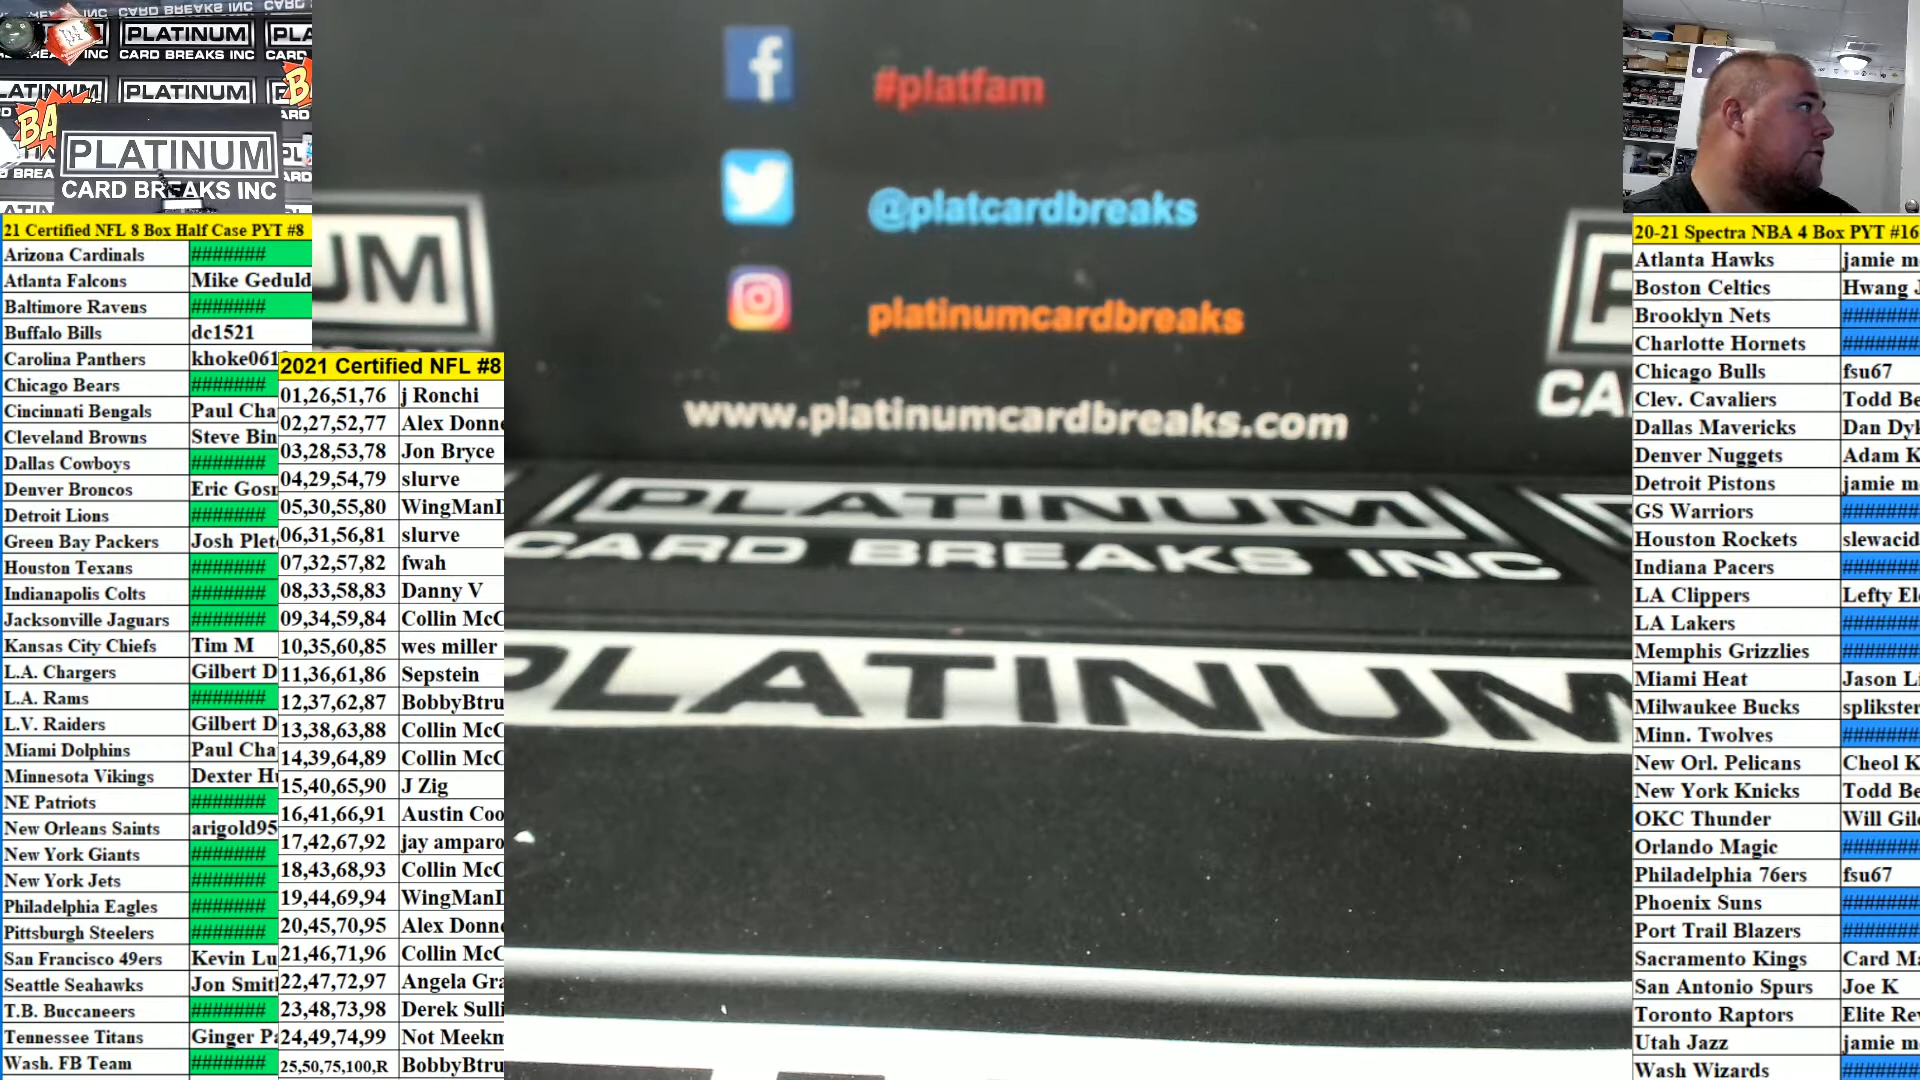 PLATINUM
CARD BREAKS INC
PLATINUM
PLATINUM
CARD BREAKS INC
#platfam
@platcardbreaks
platinumcardbreaks
www.platinumcardbreaks.com
PLATINUM
CARD BREAKS INC
PLATINUM
21 Certified NFL 8 Box Half Case PYT #8
Arizona Cardinals #######
Atlanta Falcons Mike Geduld
Baltimore Ravens #######
Buffalo Bills dc1521
Carolina Panthers khoke061
Chicago Bears #######
Cincinnati Bengals Paul Cha
Cleveland Browns Steve Bin
Dallas Cowboys #######
Denver Broncos Eric Gosn
Detroit Lions #######
Green Bay Packers Josh Plet
Houston Texans #######
Indianapolis Colts #######
Jacksonville Jaguars #######
Kansas City Chiefs Tim M
L.A. Chargers Gilbert D
L.A. Rams #######
L.V. Raiders Gilbert D
Miami Dolphins Paul Cha
Minnesota Vikings Dexter H
NE Patriots #######
New Orleans Saints arigold95
New York Giants #######
New York Jets #######
Philadelphia Eagles #######
Pittsburgh Steelers #######
San Francisco 49ers Kevin Lu
Seattle Seahawks Jon Smit
T.B. Buccaneers #######
Tennessee Titans Ginger P
Wash. FB Team #######
2021 Certified NFL #8
01,26,51,76 j Ronchi
02,27,52,77 Alex Donne
03,28,53,78 Jon Bryce
04,29,54,79 slurve
05,30,55,80 WingManD
06,31,56,81 slurve
07,32,57,82 fwah
08,33,58,83 Danny V
09,34,59,84 Collin McC
10,35,60,85 wes miller
11,36,61,86 Sepstein
12,37,62,87 BobbyBtru
13,38,63,88 Collin McC
14,39,64,89 Collin McC
15,40,65,90 J Zig
16,41,66,91 Austin Coo
17,42,67,92 jay amparo
18,43,68,93 Collin McC
19,44,69,94 WingManD
20,45,70,95 Alex Donne
21,46,71,96 Collin McC
22,47,72,97 Angela Gra
23,48,73,98 Derek Sulli
24,49,74,99 Not Meekm
25,50,75,100,R BobbyBtru
20-21 Spectra NBA 4 Box PYT #16
Atlanta Hawks jamie m
Boston Celtics Hwang J
Brooklyn Nets #######
Charlotte Hornets #######
Chicago Bulls fsu67
Clev. Cavaliers Todd Be
Dallas Mavericks Dan Dyk
Denver Nuggets Adam K
Detroit Pistons jamie m
GS Warriors #######
Houston Rockets slewacid
Indiana Pacers #######
LA Clippers Lefty El
LA Lakers #######
Memphis Grizzlies #######
Miami Heat Jason Li
Milwaukee Bucks splikster
Minn. Twolves #######
New Orl. Pelicans Cheol K
New York Knicks Todd Be
OKC Thunder Will Gil
Orlando Magic #######
Philadelphia 76ers fsu67
Phoenix Suns #######
Port Trail Blazers #######
Sacramento Kings Card Ma
San Antonio Spurs Joe K
Toronto Raptors Elite Re
Utah Jazz jamie m
Wash Wizards #######